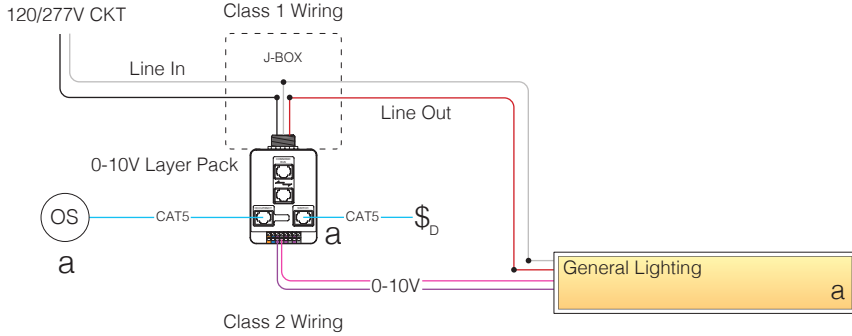 120/277V CKT
Class 1 Wiring
J-BOX
Line In
Line Out
0-10V Layer Pack
OS
CAT5
CAT5
$D
a
a
0-10V
General Lighting
a
Class 2 Wiring